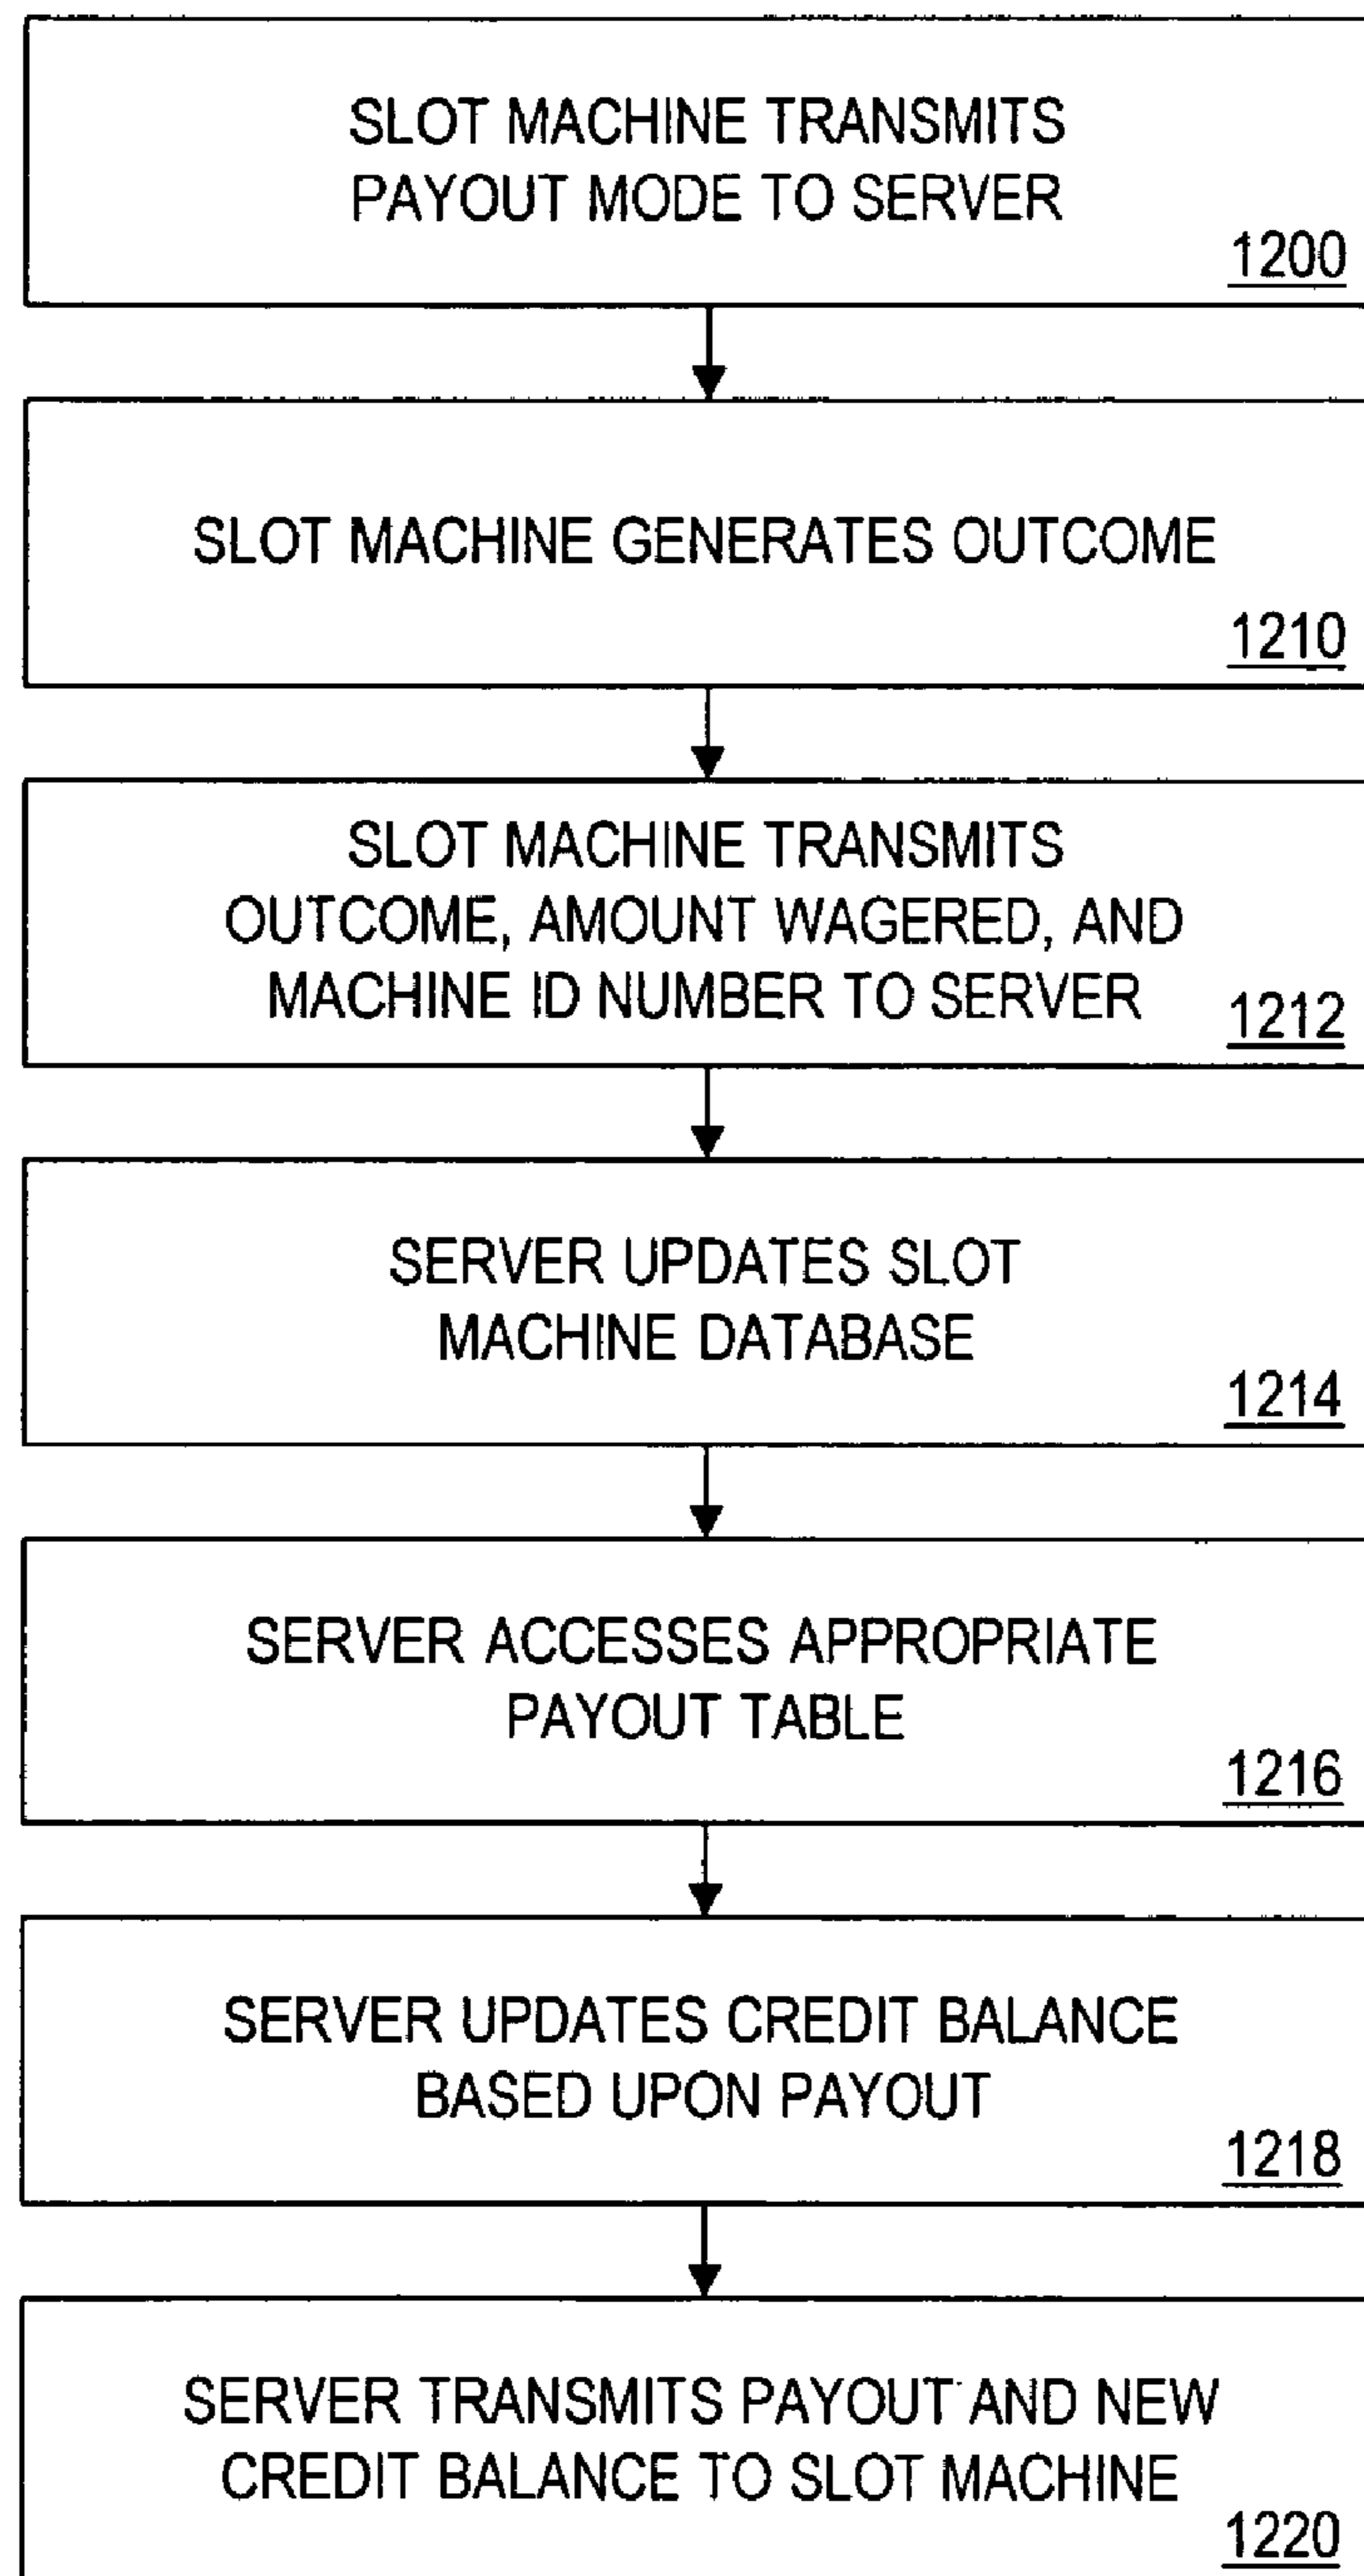 SLOT MACHINE TRANSMITS
PAYOUT MODE TO SERVER
1200
SLOT MACHINE GENERATES OUTCOME
1210
SLOT MACHINE TRANSMITS
OUTCOME, AMOUNT WAGERED, AND
MACHINE ID NUMBER TO SERVER
1212
SERVER UPDATES SLOT
MACHINE DATABASE
1214
SERVER ACCESSES APPROPRIATE
PAYOUT TABLE
1216
SERVER UPDATES CREDIT BALANCE
BASED UPON PAYOUT
1218
SERVER TRANSMITS PAYOUT AND NEW
CREDIT BALANCE TO SLOT MACHINE
1220